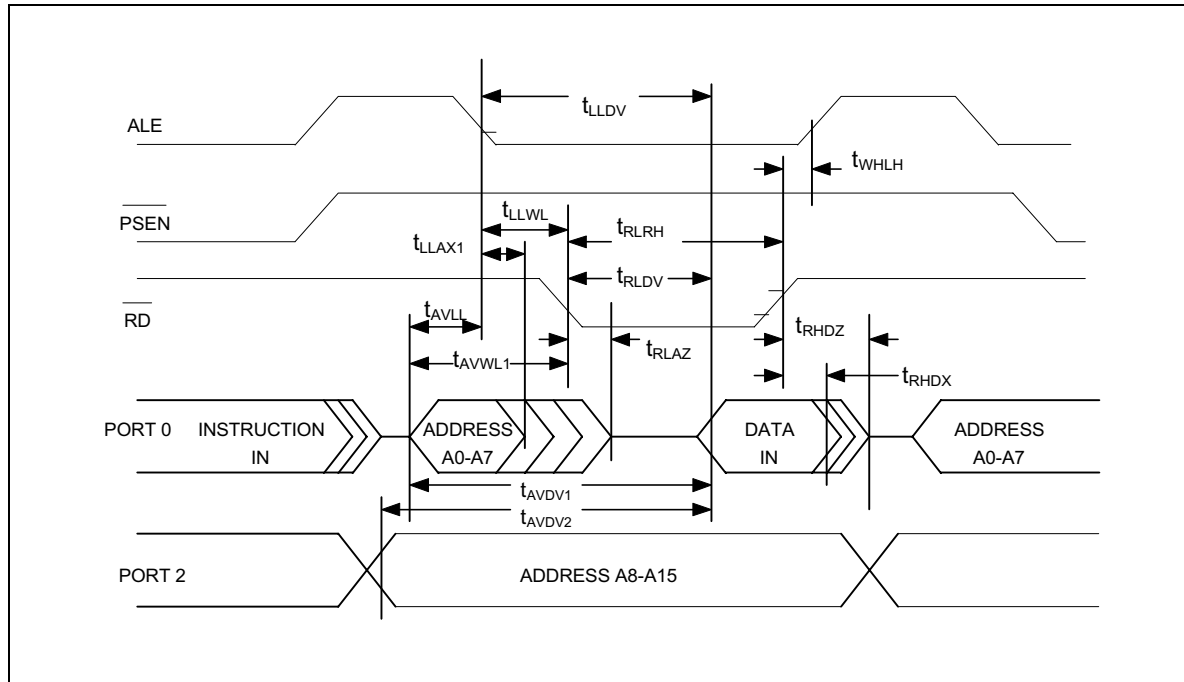 tLLDV
ALE
tWHLH
PSEN
tLLWL
tRLRH
tLLAX1
tRLDV
RD
tAVLL
tRLAZ
tRHDZ
tAVWL1
tRHDX
PORT 0
INSTRUCTION
IN
ADDRESS
A0-A7
DATA
IN
ADDRESS
A0-A7
tAVDV1
tAVDV2
PORT 2
ADDRESS A8-A15